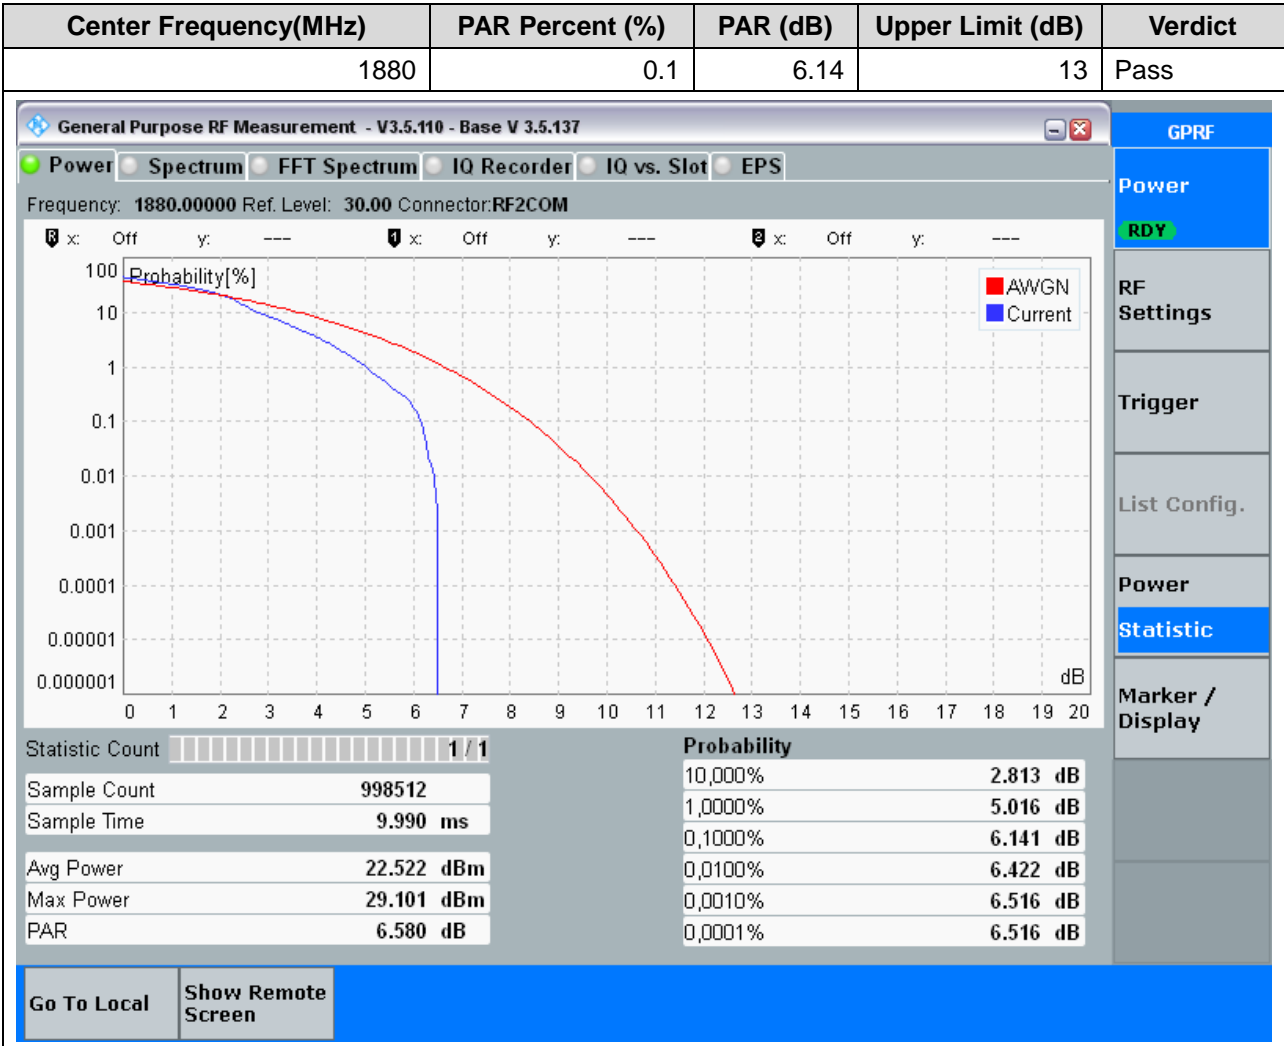 Center Frequency(MHz) PAR Percent (%) PAR (dB) Upper Limit (dB) Verdict
1880 0.1 6.14 13 Pass
General Purpose RF Measurement - V3.5.110 - Base V 3.5.137
GPRF
Power Spectrum FFT Spectrum IQ Recorder IQ vs. Slot EPS
Frequency: 1880.00000 Ref. Level: 30.00 Connector:RF2COM
R x: Off y: --- 1 x: Off y: --- 2 x: Off y: ---
Probability[%]
AWGN
Current
100
10
1
0.1
0.01
0.001
0.0001
0.00001
0.000001
dB
0 1 2 3 4 5 6 7 8 9 10 11 12 13 14 15 16 17 18 19 20
Statistic Count 1 / 1
Sample Count 998512
Sample Time 9.990 ms
Avg Power 22.522 dBm
Max Power 29.101 dBm
PAR 6.580 dB
Probability
10,000% 2.813 dB
1,0000% 5.016 dB
0,1000% 6.141 dB
0,0100% 6.422 dB
0,0010% 6.516 dB
0,0001% 6.516 dB
Power
RDY
RF
Settings
Trigger
List Config.
Power
Statistic
Marker /
Display
Go To Local
Show Remote
Screen